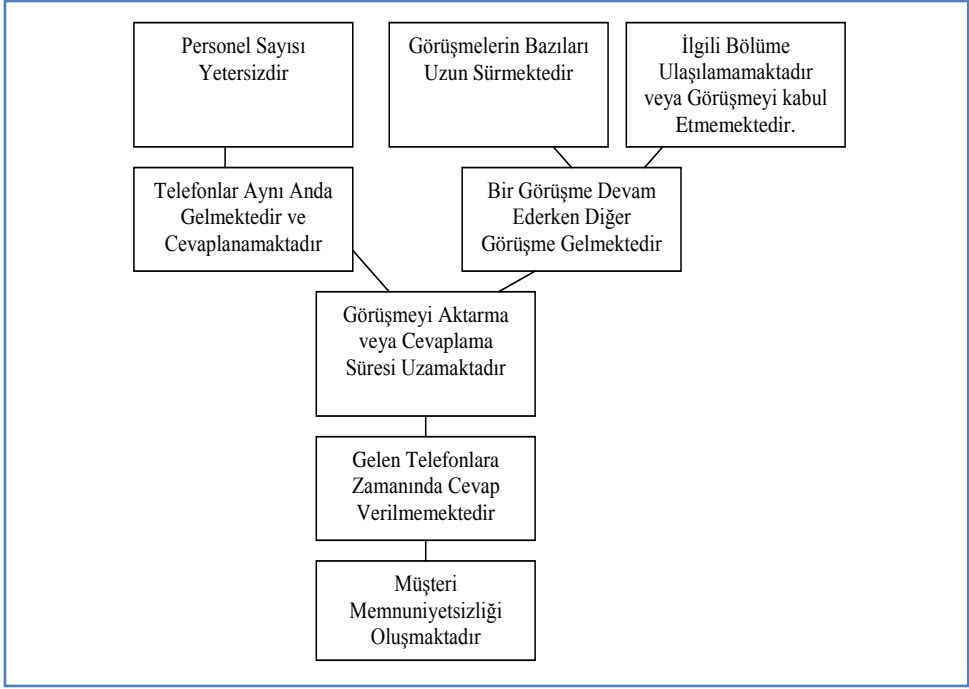 Personel Sayısı
Yetersizdir
Görüşmelerin Bazıları
Uzun Sürmektedir
İlgili Bölüme
Ulaşılamamaktadır
veya Görüşmeyi kabul
Etmemektedir.
Telefonlar Aynı Anda
Gelmektedir ve
Cevaplanamaktadır
Bir Görüşme Devam
Ederken Diğer
Görüşme Gelmektedir
Görüşmeyi Aktarma
veya Cevaplama
Süresi Uzamaktadır
Gelen Telefonlara
Zamanında Cevap
Verilmemektedir
Müşteri
Memnuniyetsizliği
Oluşmaktadır